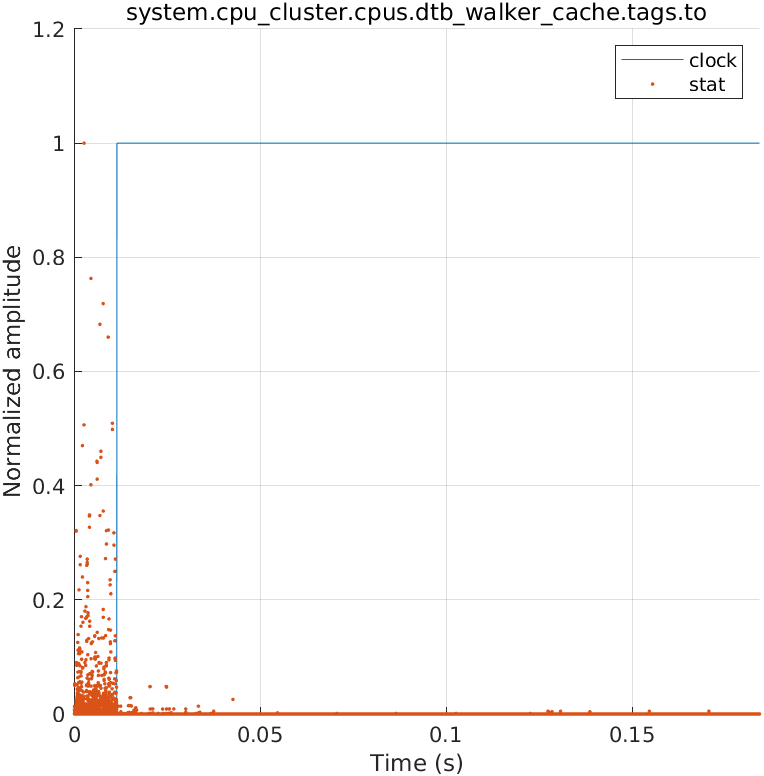 system.cpu_cluster.cpus.dtb_walker_cache.tags.to
1.2
clock
stat
1
0.8
Normalized amplitude
0.6
0.4
0.2
0
0
0.05
0.1
0.15
Time (s)